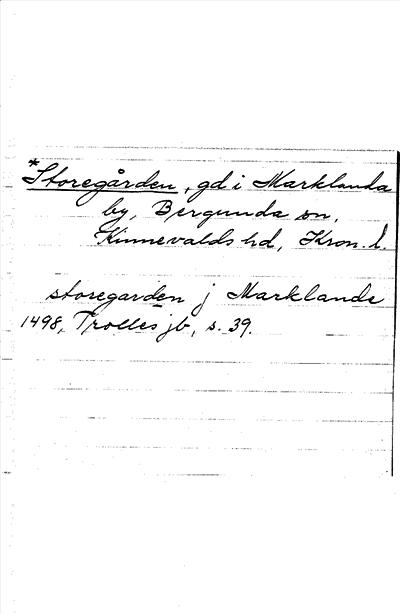 *Storegården, gd i Marklanda
by, Bergunda sn,
Kinnevalds hd, Kron. l.
storegarden j Marklande
1498, Trolles jb, s. 39.